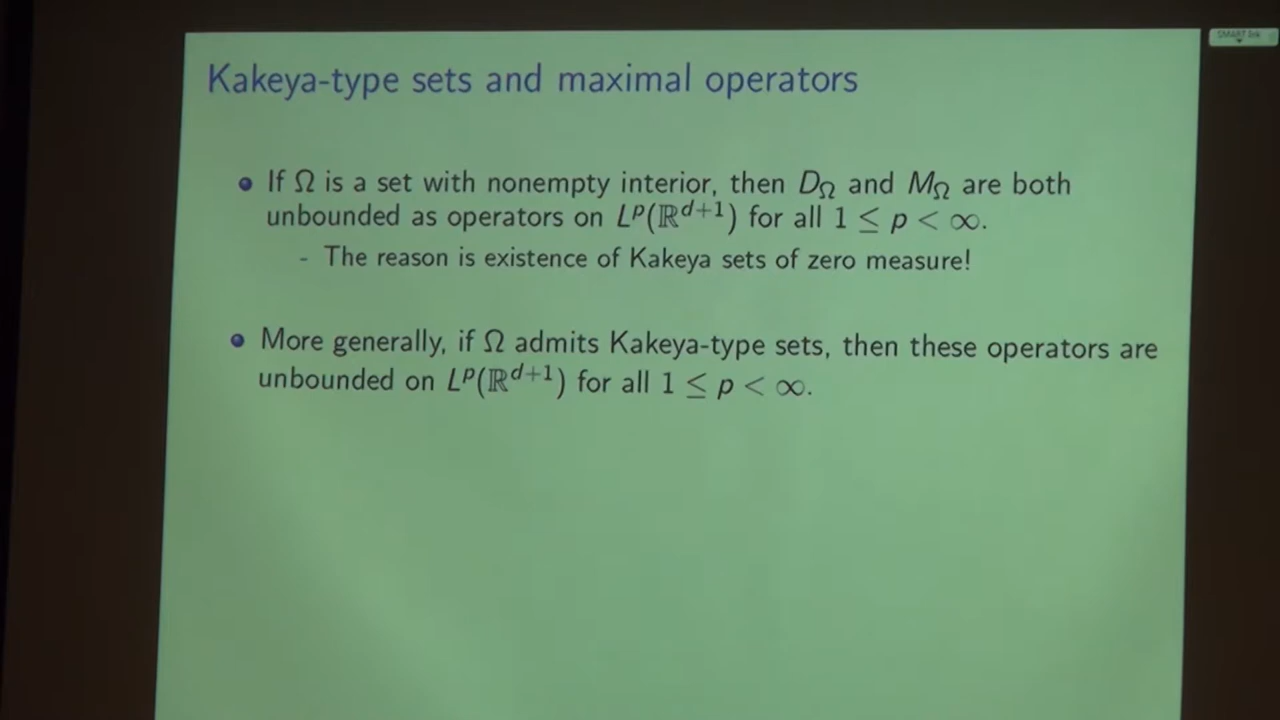 SMART Ink
Kakeya-type sets and maximal operators
If Ω is a set with nonempty interior, then D_Ω and M_Ω are both
unbounded as operators on L^p(ℝ^{d+1}) for all 1 ≤ p < ∞.
- The reason is existence of Kakeya sets of zero measure!
More generally, if Ω admits Kakeya-type sets, then these operators are
unbounded on L^p(ℝ^{d+1}) for all 1 ≤ p < ∞.